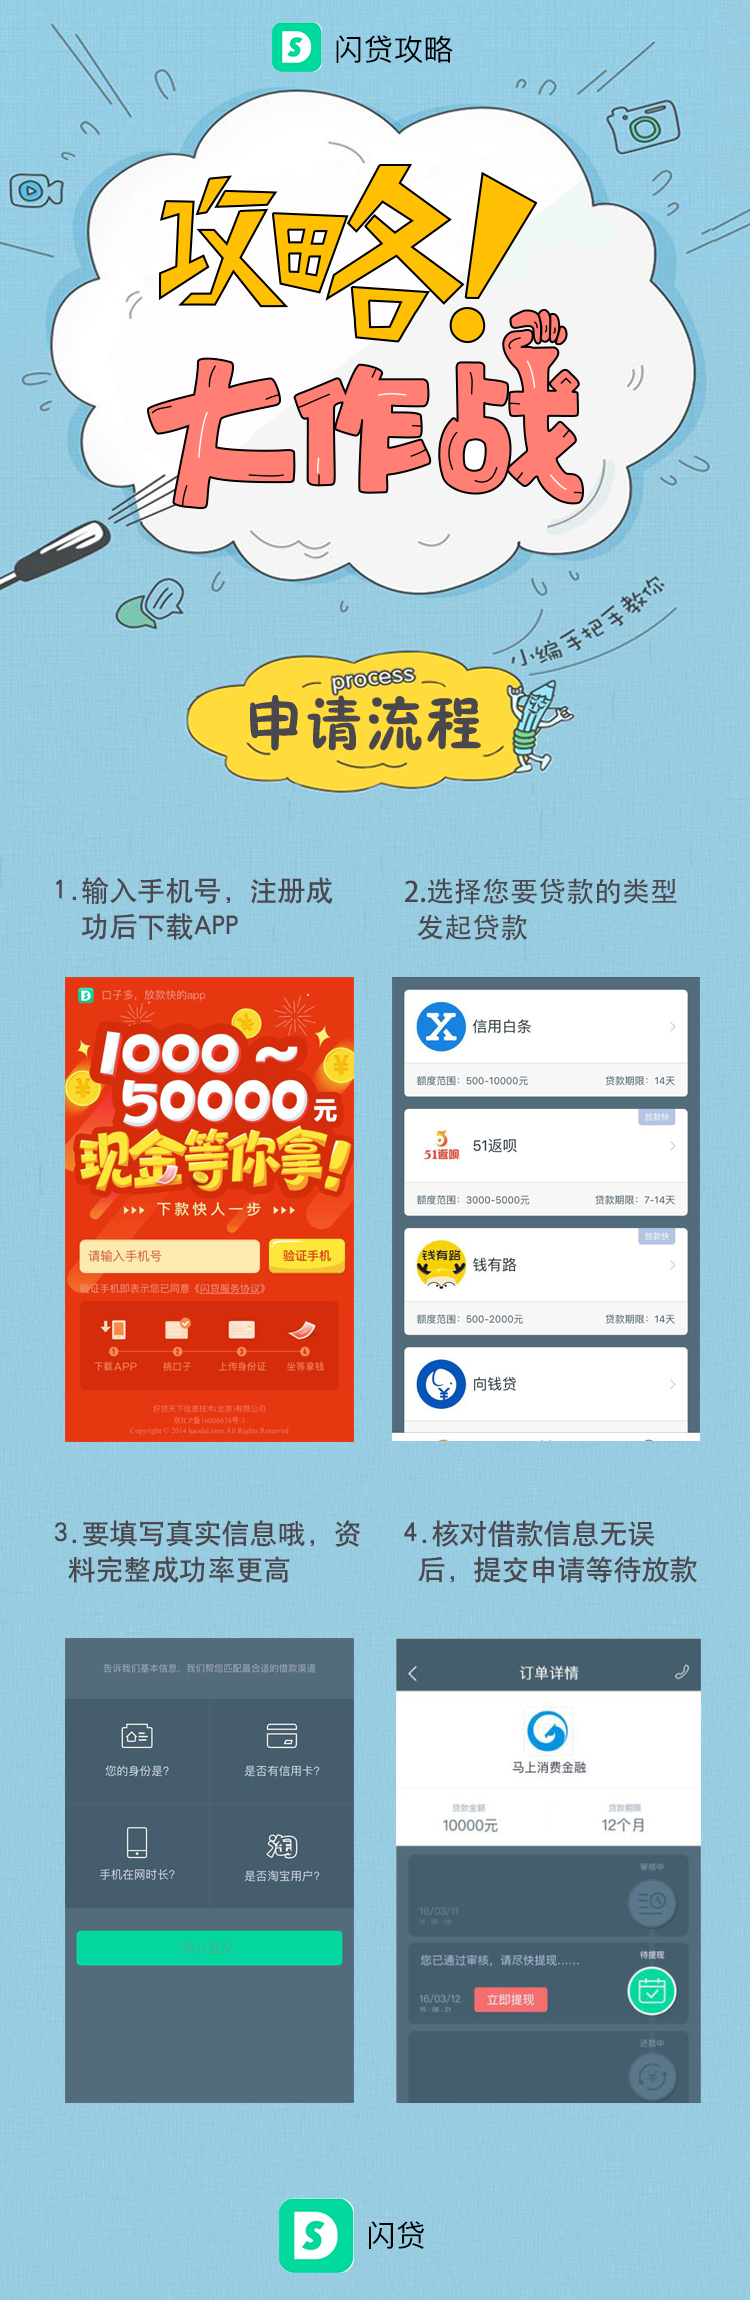 闪贷攻略
攻略!
大作战
小编手把手教你
process
申请流程
1.输入手机号，注册成
功后下载APP
2.选择您要贷款的类型
发起贷款
口子多，放款快的app
1000～
50000元
现金等你拿!
下款快人一步
请输入手机号
验证手机
验证手机即表示您已同意《闪贷服务协议》
1 2 3 4
下载APP 挑口子 上传身份证 坐等拿钱
好贷天下信息技术(北京)有限公司
京ICP备16006674号-1
Copyright © 2014 haodai.com All Rights Reserved
信用白条
额度范围：500-10000元 贷款期限：14天
放款快
51返呗
51返呗
额度范围：3000-5000元 贷款期限：7-14天
放款快
钱有路
钱有路
额度范围：500-2000元 贷款期限：14天
向钱贷
3.要填写真实信息哦，资
料完整成功率更高
4.核对借款信息无误
后，提交申请等待放款
告诉我们基本信息，我们帮您匹配最合适的借款渠道
您的身份是? 是否有信用卡?
淘
手机在网时长? 是否淘宝用户?
订单详情
马上消费金融
贷款金额 贷款期限
10000元 12个月
审核中
16/03/11
待提现
您已通过审核，请尽快提现......
16/03/12
15:06:21
立即提现
还款中
闪贷